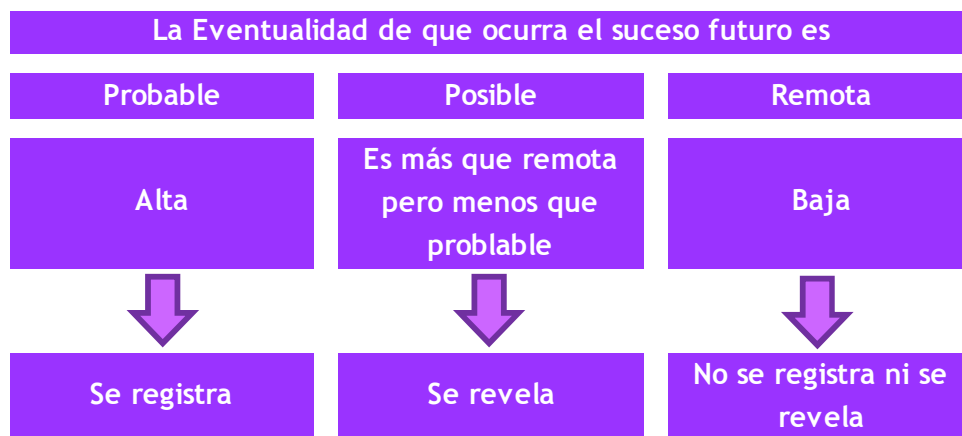 La Eventualidad de que ocurra el suceso futuro es
Probable
Posible
Remota
Alta
Es más que remota
pero menos que
problable
Baja
Se registra
Se revela
No se registra ni se
revela